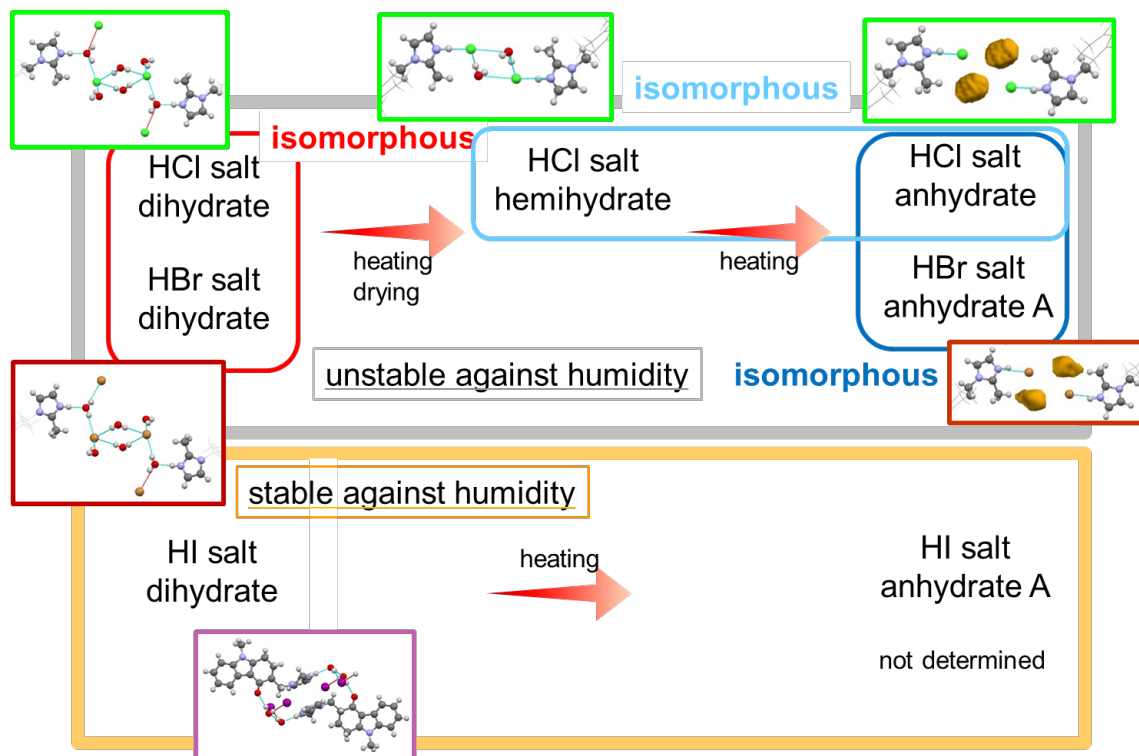 isomorphous
isomorphous
HCl salt
dihydrate
HCl salt
hemihydrate
HCl salt
anhydrate
heating
drying
heating
HBr salt
dihydrate
HBr salt
anhydrate A
unstable against humidity
isomorphous
stable against humidity
HI salt
dihydrate
heating
HI salt
anhydrate A
not determined